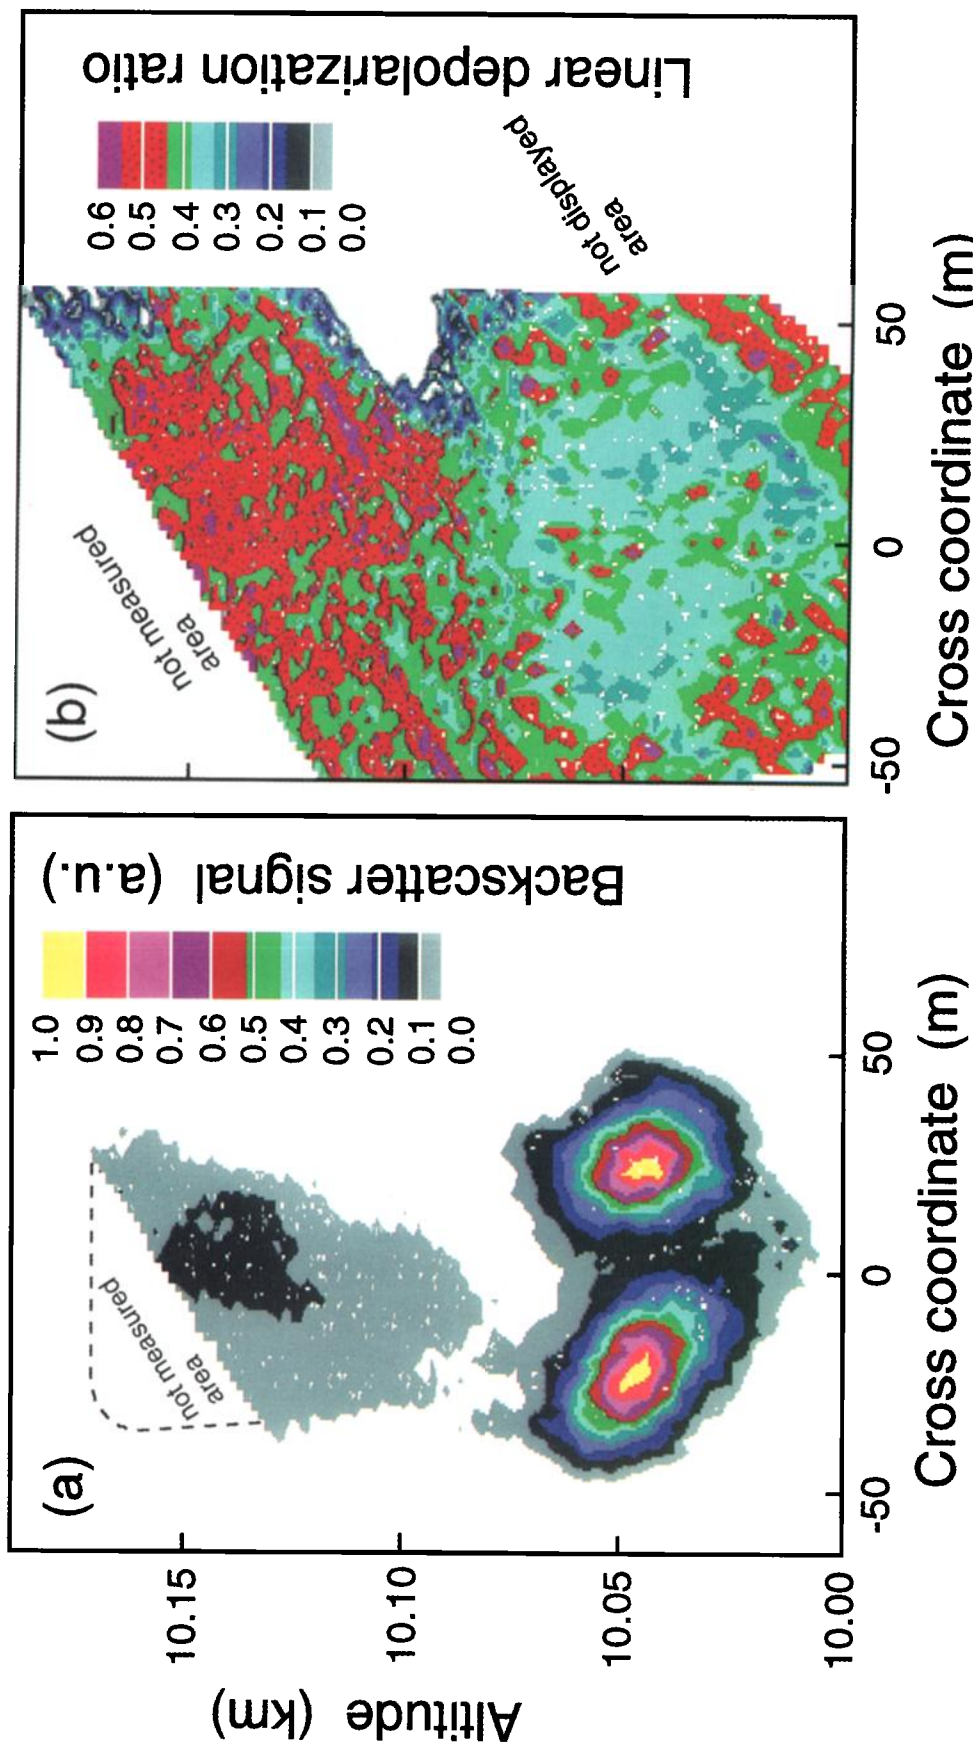 (a)
Backscatter signal (a.u.)
1.0
0.9
0.8
0.7
0.6
0.5
0.4
0.3
0.2
0.1
0.0
not measured
area
Altitude (km)
10.15
10.10
10.05
10.00
-50
0
50
Cross coordinate (m)
(b)
Linear depolarization ratio
0.6
0.5
0.4
0.3
0.2
0.1
0.0
not measured
area
not displayed
area
-50
0
50
Cross coordinate (m)